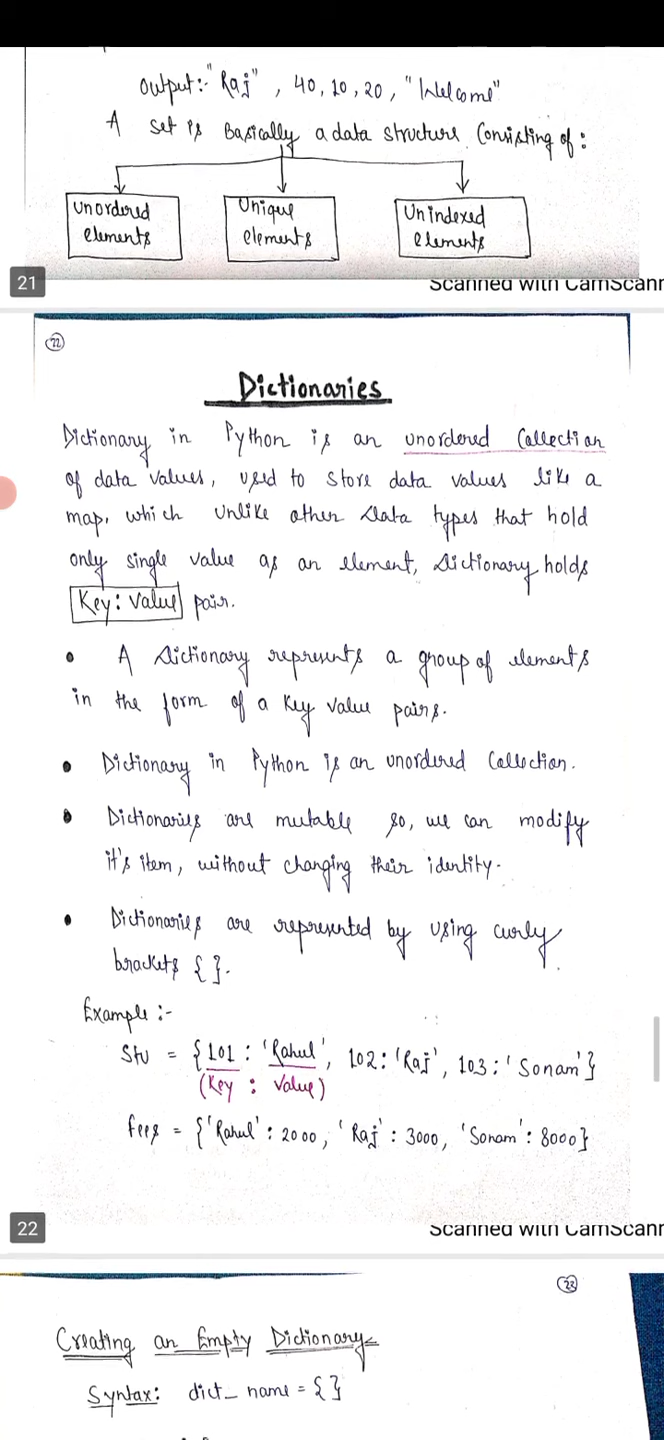 Output:- "Raj", 40, 10, 20, "Welcome"
A set is Basically a data structure Consisting of:
Unordered elements
Unique elements
Unindexed elements
21
Scanned with CamScann
22
Dictionaries
Dictionary in Python is an unordered Collection
of data values, used to store data values like a
map, which unlike other data types that hold
only single value as an element, dictionary holds
Key: value pair.
• A dictionary represents a group of elements
in the form of a key value pairs.
• Dictionary in Python is an unordered Collection.
• Dictionaries are mutable so, we can modify
it's item, without changing their identity.
• Dictionaries are represented by using curly
brackets { }.
Example :-
Stu = {101 : 'Rahul', 102: 'Raj', 103: 'Sonam'}
(Key : Value)
fees = {'Rahul': 2000, 'Raj': 3000, 'Sonam': 8000}
22
Scanned with CamScann
23
Creating an Empty Dictionary-
Syntax: dict_name = { }